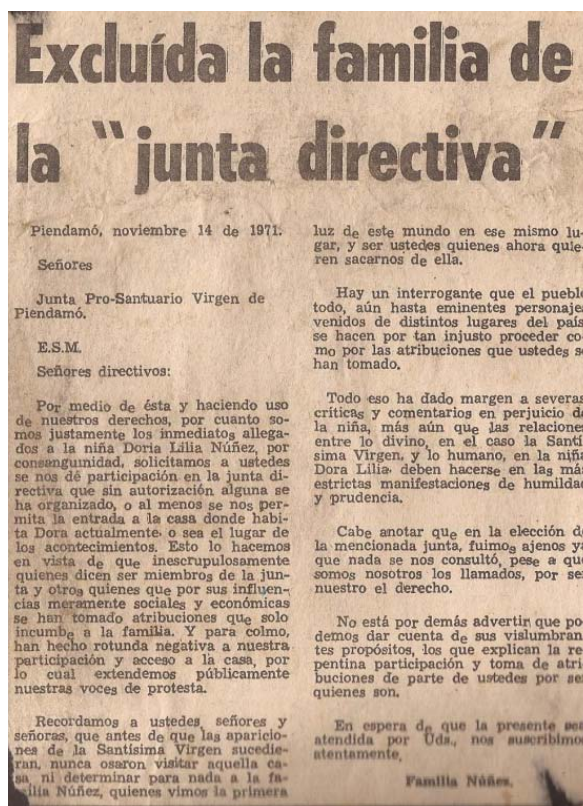 Excluída la familia de
la "junta directiva"
Piendamó, noviembre 14 de 1971.
Señores
Junta Pro-Santuario Virgen de
Piendamó.
E.S.M.
Señores directivos:
Por medio de ésta y haciendo uso
de nuestros derechos, por cuanto so-
mos justamente los inmediatos allega-
dos a la niña Doria Lilia Núñez, por
consanguinidad, solicitamos a ustedes
se nos dé participación en la junta di-
rectiva que sin autorización alguna se
ha organizado, o al menos se nos per-
mita la entrada a la casa donde habi-
ta Dora actualmente o sea el lugar de
los acontecimientos. Esto lo hacemos
en vista de que inescrupulosamente
quienes dicen ser miembros de la jun-
ta y otros quienes que por sus influen-
cias meramente sociales y económicas
se han tomado atribuciones que solo
incumbe a la familia. Y para colmo,
han hecho rotunda negativa a nuestra
participación y acceso a la casa, por
lo cual extendemos públicamente
nuestras voces de protesta.
Recordamos a ustedes, señores y
señoras, que antes de que las aparicio-
nes de la Santísima Virgen sucedie-
ran, nunca osaron visitar aquella ca-
sa ni determinar para nada a la fa-
milia Núñez, quienes vimos la primera
luz de este mundo en ese mismo lu-
gar, y ser ustedes quienes ahora quie-
ren sacarnos de ella.
Hay un interrogante que el pueblo
todo, aún hasta eminentes personajes
venidos de distintos lugares del país
se hacen por tan injusto proceder co-
mo por las atribuciones que ustedes se
han tomado.
Todo eso ha dado margen a severas
críticas y comentarios en perjuicio de
la niña, más aún que las relaciones
entre lo divino, en el caso la Santí-
sima Virgen, y lo humano, en la niña
Dora Lilia deben hacerse en las más
estrictas manifestaciones de humildad
y prudencia.
Cabe anotar que en la elección de
la mencionada junta, fuimos ajenos ya
que nada se nos consultó, pese a que
somos nosotros los llamados, por ser
nuestro el derecho.
No está por demás advertir que po-
demos dar cuenta de sus vislumbran-
tes propósitos, los que explican la re-
pentina participación y toma de atri-
buciones de parte de ustedes por ser
quienes son.
En espera de que la presente sea
atendida por Uds., nos suscribimos
atentamente,
Familia Núñez.